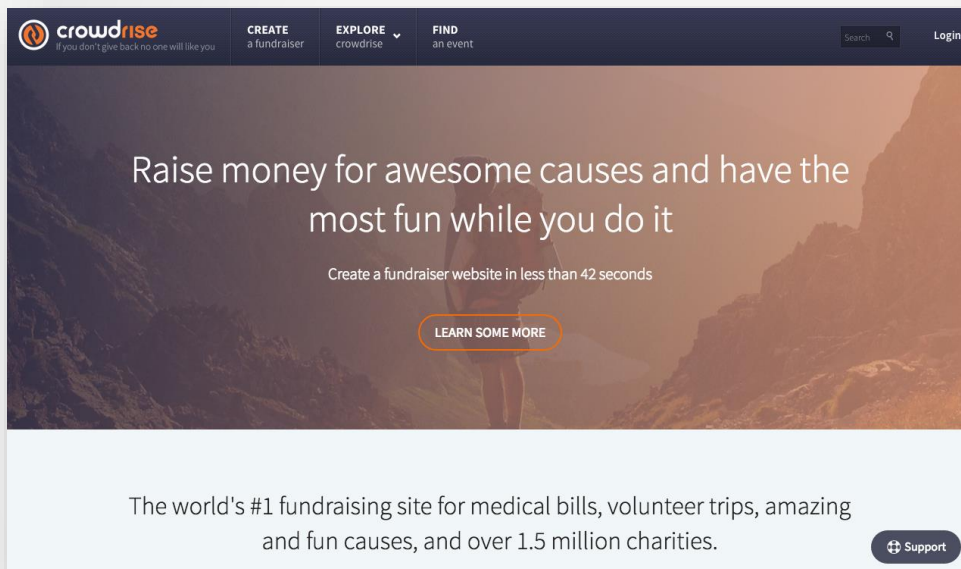 crowdrise
If you don't give back no one will like you
CREATE
a fundraiser
EXPLORE
crowdrise
FIND
an event
Search
Login
Raise money for awesome causes and have the
most fun while you do it
Create a fundraiser website in less than 42 seconds
LEARN SOME MORE
The world's #1 fundraising site for medical bills, volunteer trips, amazing
and fun causes, and over 1.5 million charities.
Support